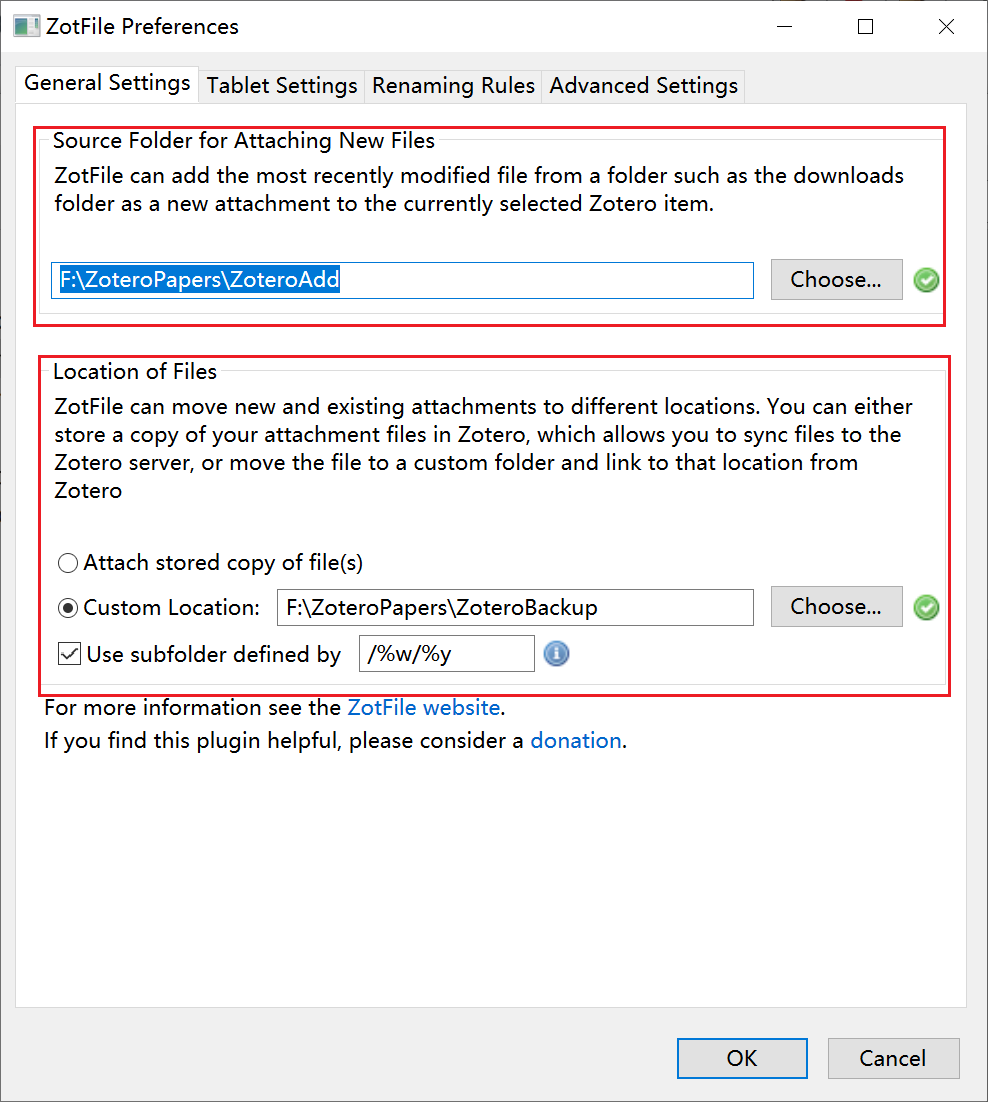 ZotFile Preferences
General Settings
Tablet Settings
Renaming Rules
Advanced Settings
Source Folder for Attaching New Files
ZotFile can add the most recently modified file from a folder such as the downloads
folder as a new attachment to the currently selected Zotero item.
F:\ZoteroPapers\ZoteroAdd
Choose...
Location of Files
ZotFile can move new and existing attachments to different locations. You can either
store a copy of your attachment files in Zotero, which allows you to sync files to the
Zotero server, or move the file to a custom folder and link to that location from
Zotero
Attach stored copy of file(s)
Custom Location:
F:\ZoteroPapers\ZoteroBackup
Choose...
Use subfolder defined by
/%w/%y
For more information see the ZotFile website.
If you find this plugin helpful, please consider a donation.
OK
Cancel